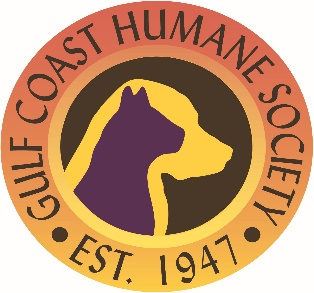 GULF COAST HUMANE SOCIETY
• EST. 1947 •